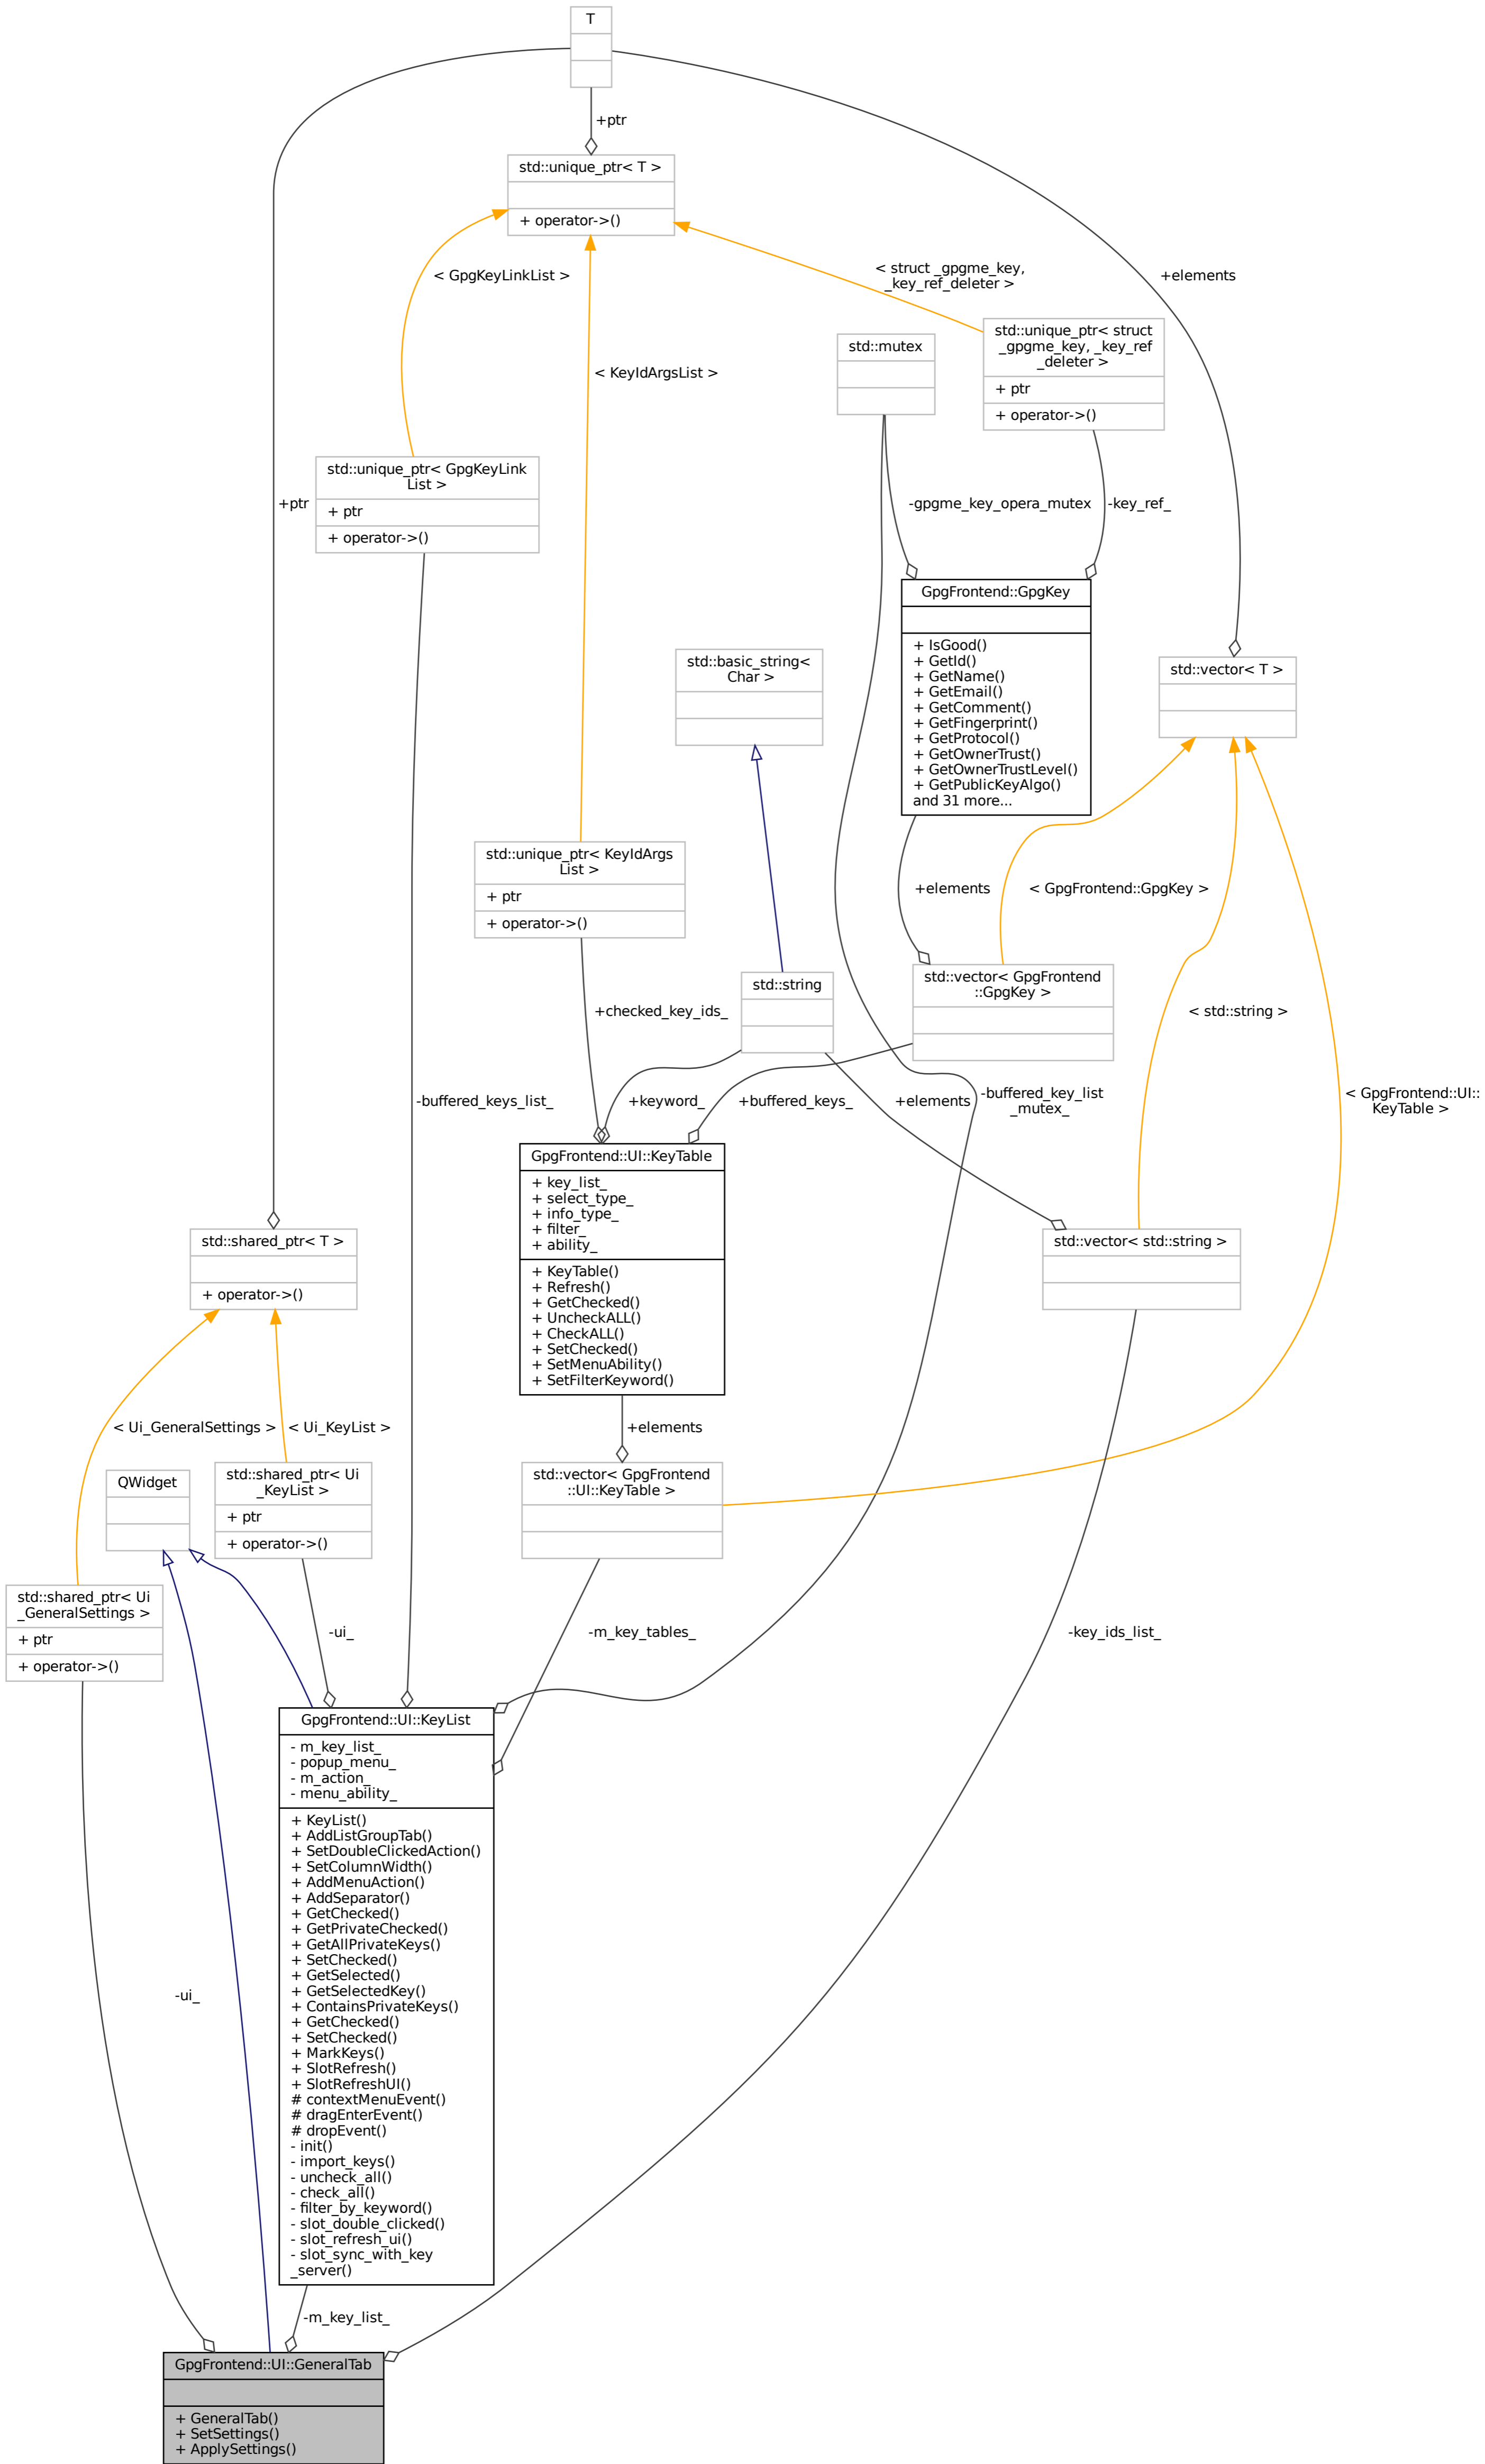 T
+ptr
std::unique_ptr< T >
+ operator->()
< GpgKeyLinkList >
< struct _gpgme_key,
_key_ref_deleter >
+elements
std::unique_ptr< struct
_gpgme_key, _key_ref
_deleter >
+ ptr
+ operator->()
std::mutex
< KeyIdArgsList >
std::unique_ptr< GpgKeyLink
List >
+ ptr
+ operator->()
+ptr
-gpgme_key_opera_mutex
-key_ref_
GpgFrontend::GpgKey
+ IsGood()
+ GetId()
+ GetName()
+ GetEmail()
+ GetComment()
+ GetFingerprint()
+ GetProtocol()
+ GetOwnerTrust()
+ GetOwnerTrustLevel()
+ GetPublicKeyAlgo()
and 31 more...
std::basic_string<
Char >
std::vector< T >
std::unique_ptr< KeyIdArgs
List >
+ ptr
+ operator->()
+elements
< GpgFrontend::GpgKey >
std::string
std::vector< GpgFrontend
::GpgKey >
+checked_key_ids_
< std::string >
-buffered_keys_list_
+keyword_
+buffered_keys_
+elements
-buffered_key_list
_mutex_
< GpgFrontend::UI::
KeyTable >
GpgFrontend::UI::KeyTable
+ key_list_
+ select_type_
+ info_type_
+ filter_
+ ability_
+ KeyTable()
+ Refresh()
+ GetChecked()
+ UncheckALL()
+ CheckALL()
+ SetChecked()
+ SetMenuAbility()
+ SetFilterKeyword()
std::shared_ptr< T >
+ operator->()
std::vector< std::string >
< Ui_GeneralSettings >
< Ui_KeyList >
+elements
QWidget
std::shared_ptr< Ui
_KeyList >
+ ptr
+ operator->()
std::vector< GpgFrontend
::UI::KeyTable >
std::shared_ptr< Ui
_GeneralSettings >
+ ptr
+ operator->()
-ui_
-m_key_tables_
-key_ids_list_
GpgFrontend::UI::KeyList
- m_key_list_
- popup_menu_
- m_action_
- menu_ability_
+ KeyList()
+ AddListGroupTab()
+ SetDoubleClickedAction()
+ SetColumnWidth()
+ AddMenuAction()
+ AddSeparator()
+ GetChecked()
+ GetPrivateChecked()
+ GetAllPrivateKeys()
+ SetChecked()
+ GetSelected()
+ GetSelectedKey()
+ ContainsPrivateKeys()
+ GetChecked()
+ SetChecked()
+ MarkKeys()
+ SlotRefresh()
+ SlotRefreshUI()
# contextMenuEvent()
# dragEnterEvent()
# dropEvent()
- init()
- import_keys()
- uncheck_all()
- check_all()
- filter_by_keyword()
- slot_double_clicked()
- slot_refresh_ui()
- slot_sync_with_key
_server()
-ui_
-m_key_list_
GpgFrontend::UI::GeneralTab
+ GeneralTab()
+ SetSettings()
+ ApplySettings()